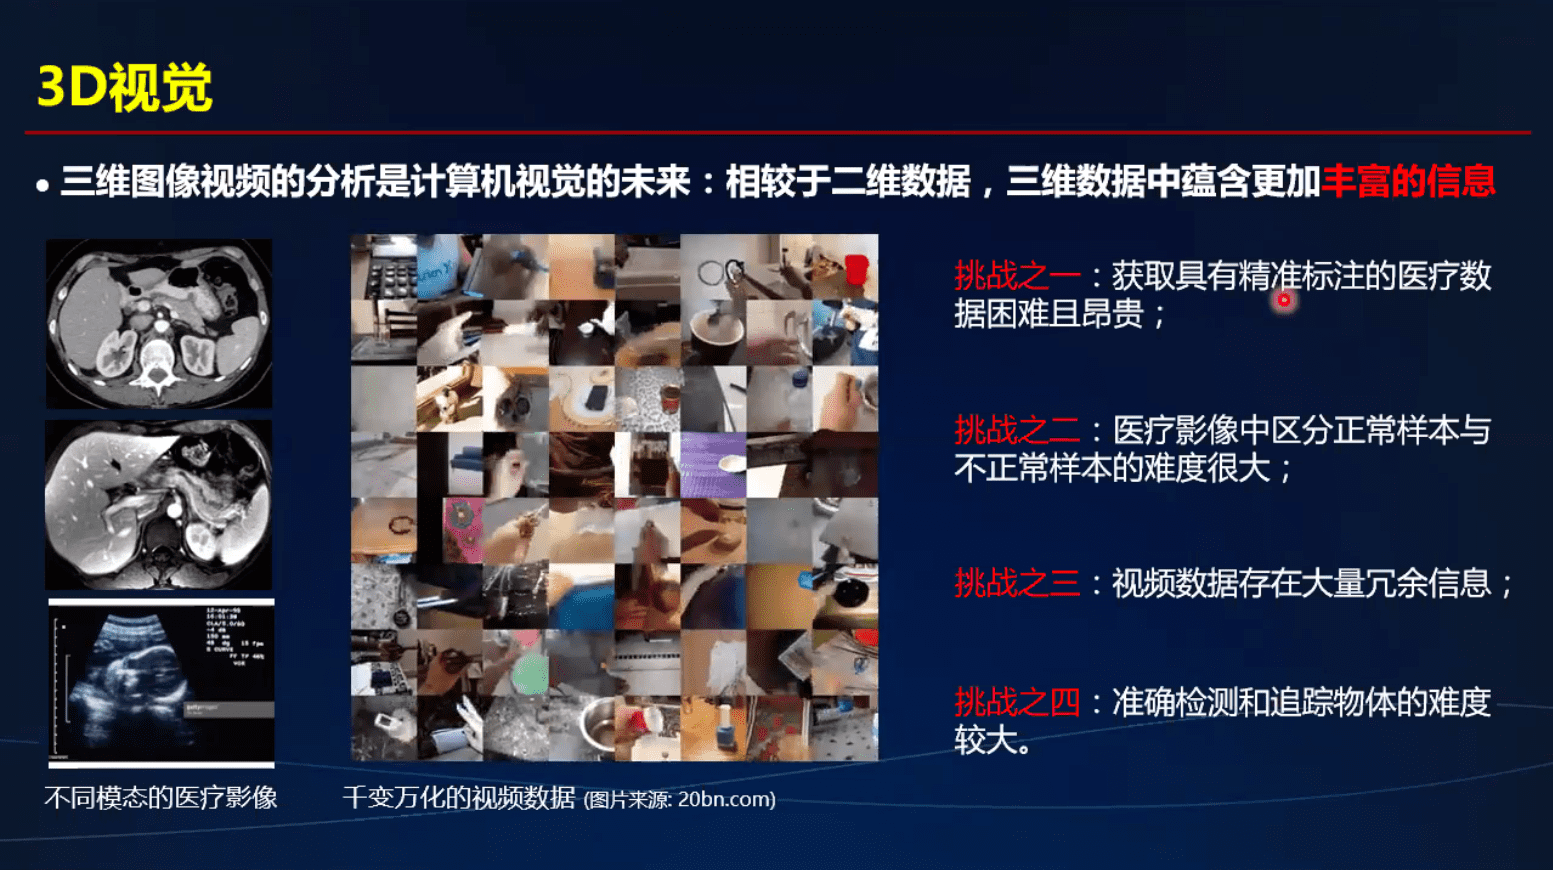 3D视觉
• 三维图像视频的分析是计算机视觉的未来：相较于二维数据，三维数据中蕴含更加丰富的信息
挑战之一：获取具有精准标注的医疗数
据困难且昂贵；
挑战之二：医疗影像中区分正常样本与
不正常样本的难度很大；
挑战之三：视频数据存在大量冗余信息；
挑战之四：准确检测和追踪物体的难度
较大。
12-Apr-95
不同模态的医疗影像
千变万化的视频数据 (图片来源: 20bn.com)